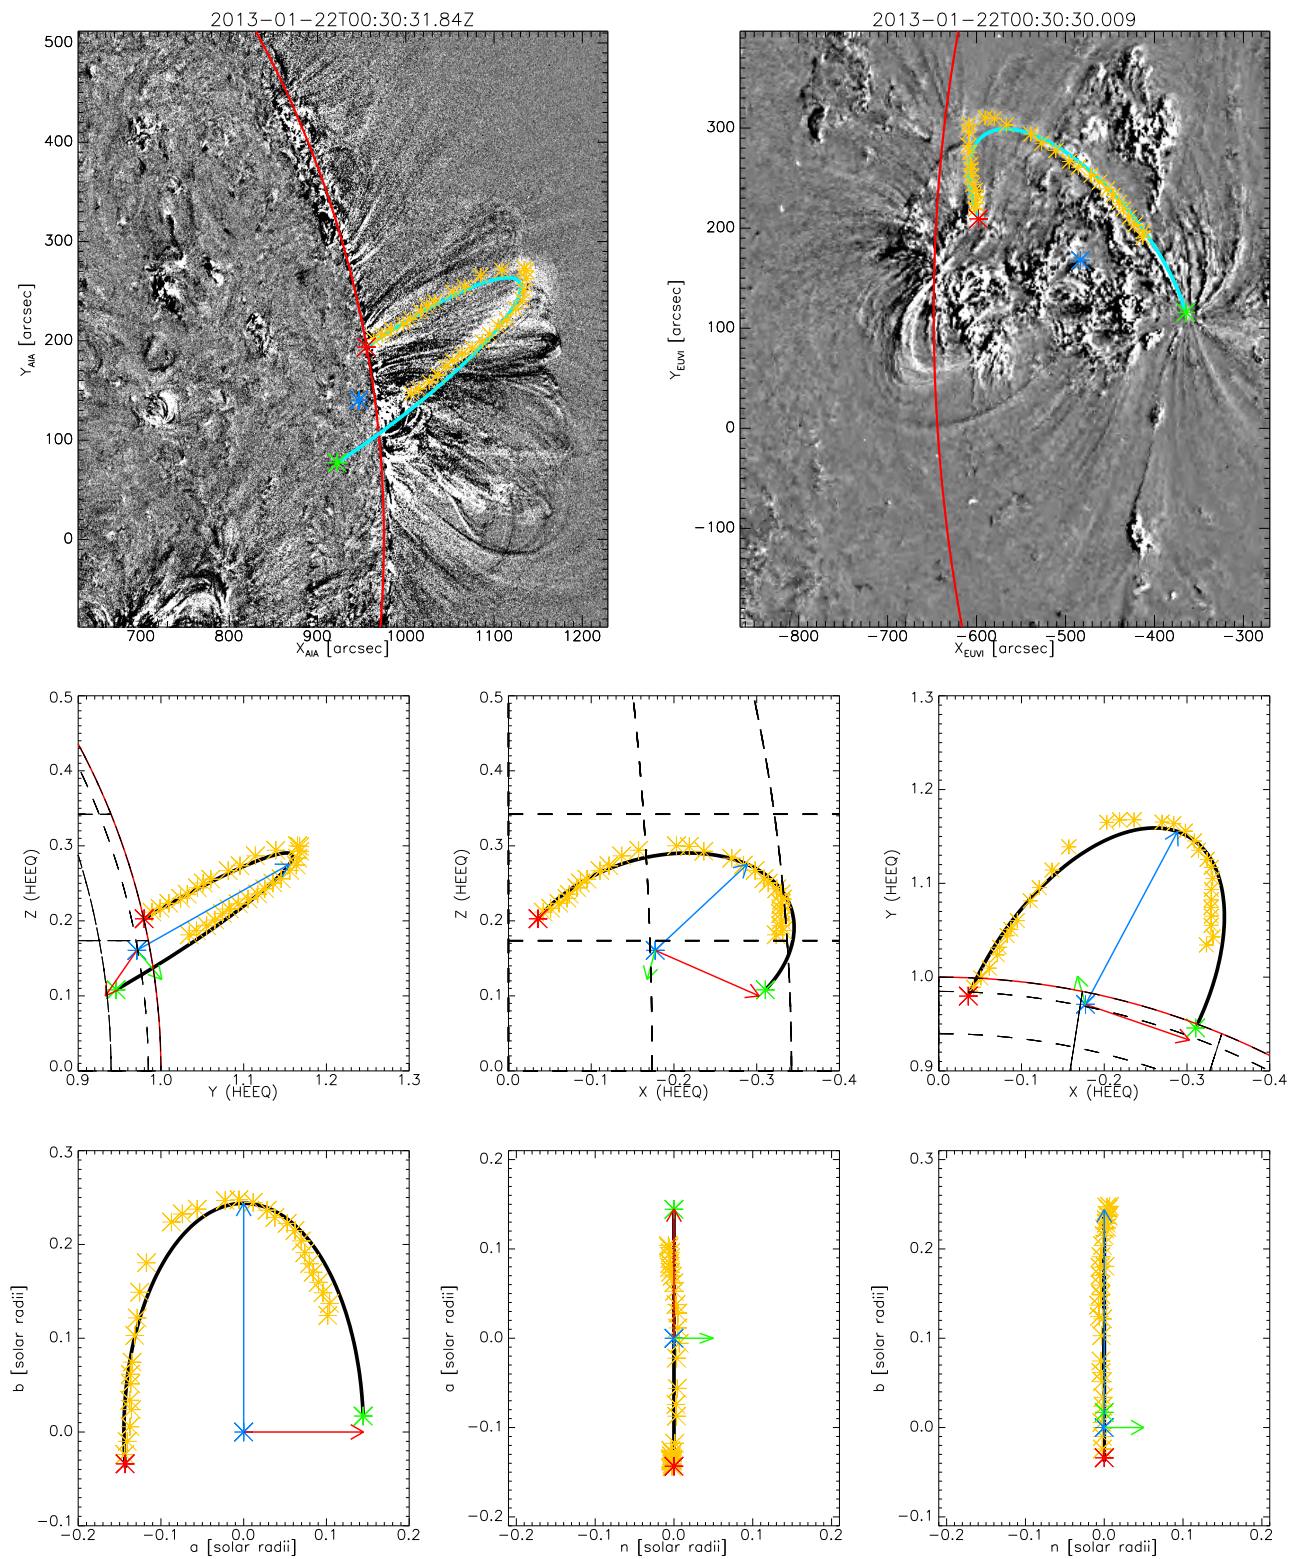 2013-01-22T00:30:31.84Z
2013-01-22T00:30:30.009
500
400
300
200
100
0
Y_AIA [arcsec]
700 800 900 1000 1100 1200
X_AIA [arcsec]
300
200
100
0
−100
Y_EUVI [arcsec]
−800 −700 −600 −500 −400 −300
X_EUVI [arcsec]
0.5
0.4
0.3
0.2
0.1
0.0
Z (HEEQ)
0.9 1.0 1.1 1.2 1.3
Y (HEEQ)
0.5
0.4
0.3
0.2
0.1
0.0
Z (HEEQ)
0.0 −0.1 −0.2 −0.3 −0.4
X (HEEQ)
1.3
1.2
1.1
1.0
0.9
Y (HEEQ)
0.0 −0.1 −0.2 −0.3 −0.4
X (HEEQ)
0.3
0.2
0.1
0.0
−0.1
b [solar radii]
−0.2 −0.1 0.0 0.1 0.2
a [solar radii]
0.2
0.1
0.0
−0.1
−0.2
a [solar radii]
−0.2 −0.1 0.0 0.1 0.2
n [solar radii]
0.3
0.2
0.1
0.0
−0.1
b [solar radii]
−0.2 −0.1 0.0 0.1 0.2
n [solar radii]